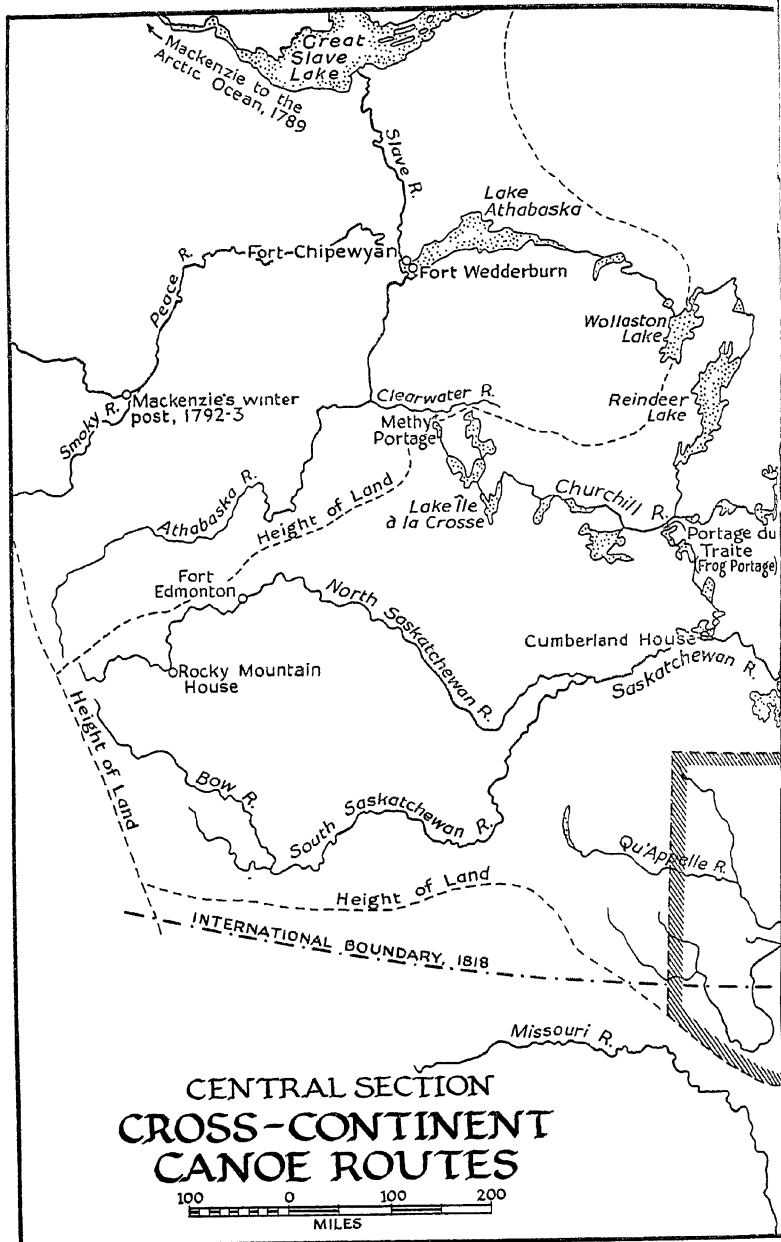 Great
Slave
Lake
Mackenzie to the
Arctic Ocean, 1789
Slave R.
Lake
Athabaska
Peace R.
Fort-Chipewyan
Fort Wedderburn
Wollaston
Lake
Reindeer
Lake
Mackenzie's winter
post, 1792-3
Smoky R.
Clearwater R.
Methy
Portage
Athabaska R.
Height of Land
Lake Île
à la Crosse
Churchill R.
Portage du
Traite
(Frog Portage)
Fort
Edmonton
North Saskatchewan R.
Cumberland House
Saskatchewan R.
Rocky Mountain
House
Height of Land
Bow R.
South Saskatchewan R.
Qu'Appelle R.
Height of Land
INTERNATIONAL BOUNDARY, 1818
Missouri R.
CENTRAL SECTION
CROSS-CONTINENT
CANOE ROUTES
100 0 100 200
MILES